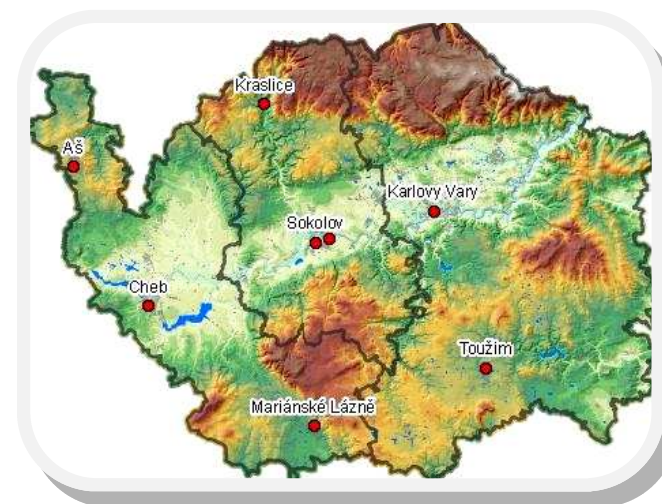 Kraslice
Aš
Karlovy Vary
Sokolov
Cheb
Toužim
Mariánské Lázně